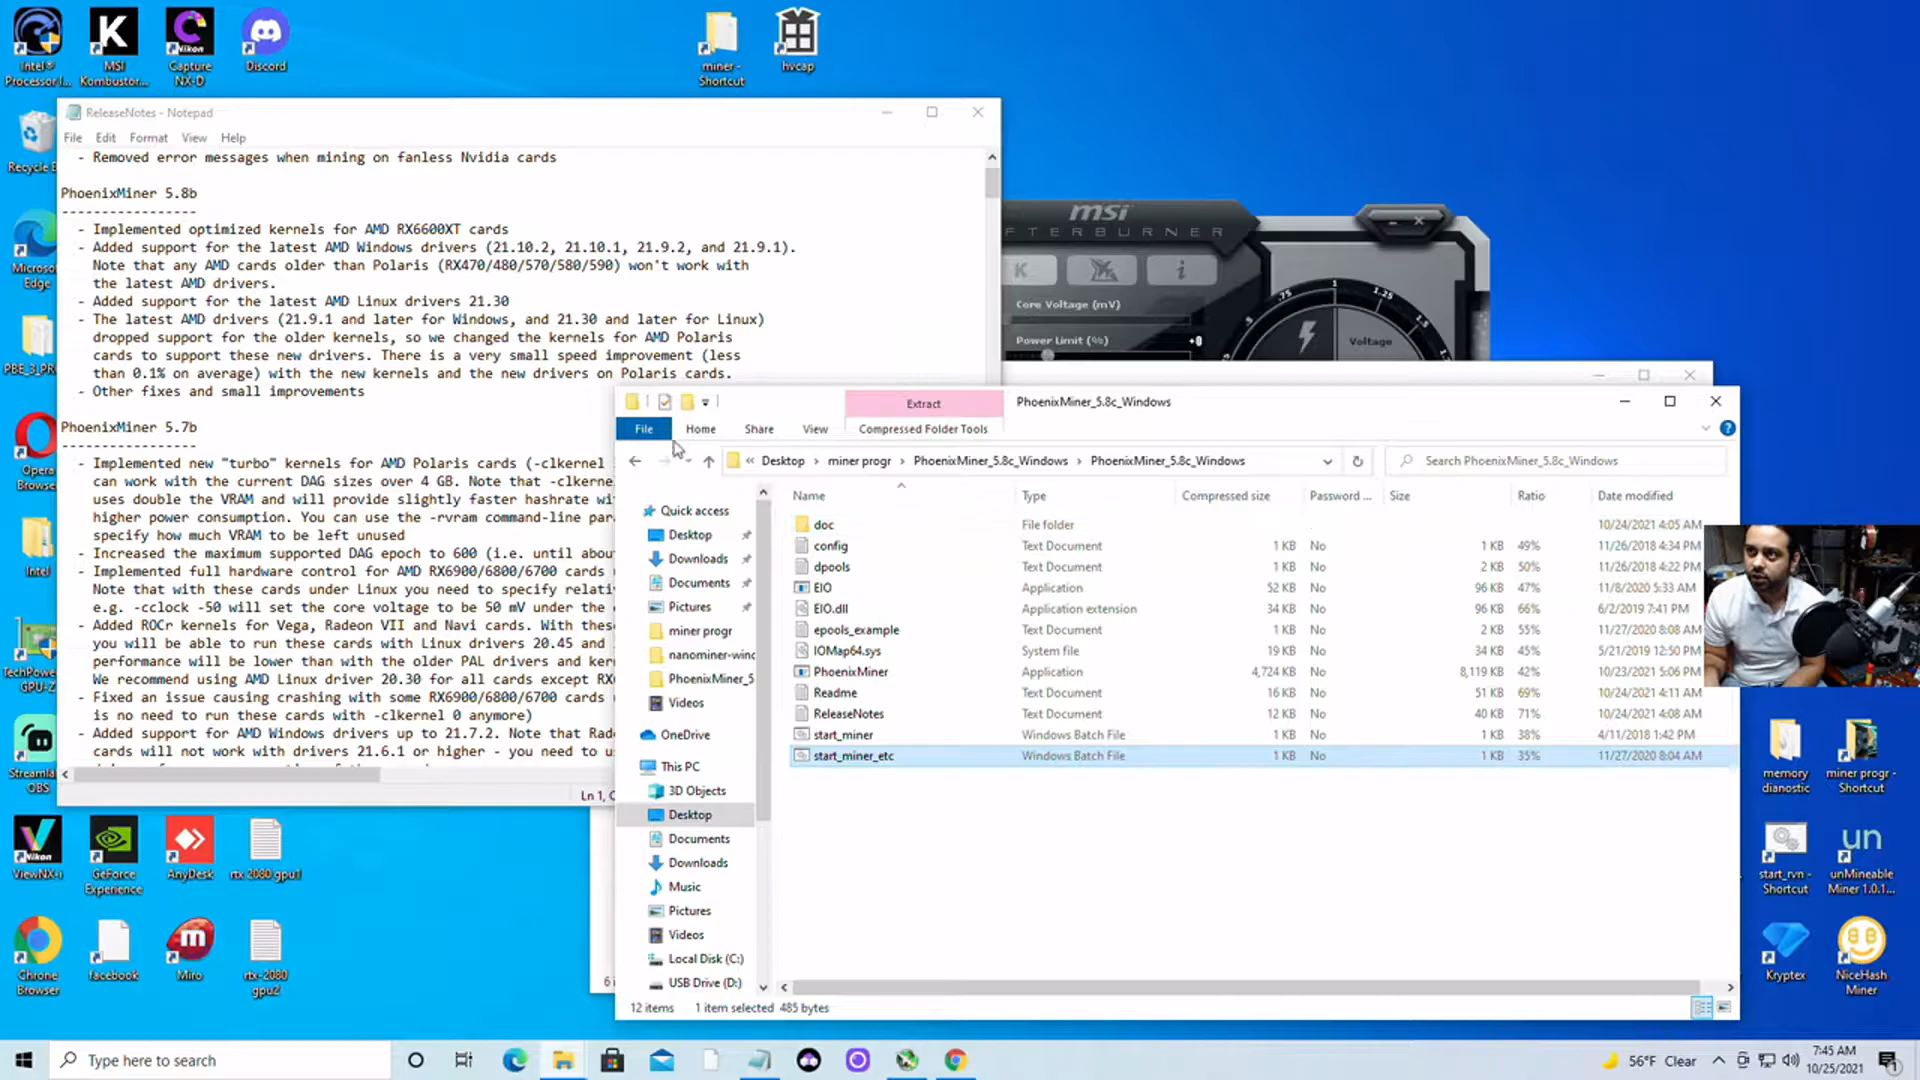 Intel®
Processor I...
MSI
Kombustor...
Capture
NX-D
Discord
miner -
Shortcut
hvcap
ReleaseNotes - Notepad
File Edit Format View Help
- Removed error messages when mining on fanless Nvidia cards
PhoenixMiner 5.8b
-----------------
- Implemented optimized kernels for AMD RX6600XT cards
- Added support for the latest AMD Windows drivers (21.10.2, 21.10.1, 21.9.2, and 21.9.1).
Note that any AMD cards older than Polaris (RX470/480/570/580/590) won't work with
the latest AMD drivers.
- Added support for the latest AMD Linux drivers 21.30
- The latest AMD drivers (21.9.1 and later for Windows, and 21.30 and later for Linux)
dropped support for the older kernels, so we changed the kernels for AMD Polaris
cards to support these new drivers. There is a very small speed improvement (less
than 0.1% on average) with the new kernels and the new drivers on Polaris cards.
- Other fixes and small improvements
PhoenixMiner 5.7b
-----------------
- Implemented new "turbo" kernels for AMD Polaris cards (-clkernel
can work with the current DAG sizes over 4 GB. Note that -clkerne
uses double the VRAM and will provide slightly faster hashrate wi
higher power consumption. You can use the -rvram command-line par
specify how much VRAM to be left unused
- Increased the maximum supported DAG epoch to 600 (i.e. until abou
- Implemented full hardware control for AMD RX6900/6800/6700 cards
Note that with these cards under Linux you need to specify relati
e.g. -cclock -50 will set the core voltage to be 50 mV under the
- Added ROCr kernels for Vega, Radeon VII and Navi cards. With thes
you will be able to run these cards with Linux drivers 20.45 and
performance will be lower than with the older PAL drivers and ker
We recommend using AMD Linux driver 20.30 for all cards except RX
- Fixed an issue causing crashing with some RX6900/6800/6700 cards
is no need to run these cards with -clkernel 0 anymore)
- Added support for AMD Windows drivers up to 21.7.2. Note that Rad
cards will not work with drivers 21.6.1 or higher - you need to u
Ln 1, C
msi
FTERBURNER
K i
Core Voltage (mV)
Power Limit (%) +0
.5 .75 1 1.25 1.5
Voltage
Extract PhoenixMiner_5.8c_Windows
File Home Share View Compressed Folder Tools
« Desktop › miner progr › PhoenixMiner_5.8c_Windows › PhoenixMiner_5.8c_Windows
Search PhoenixMiner_5.8c_Windows
Name Type Compressed size Password ... Size Ratio Date modified
doc File folder 10/24/2021 4:05 AM
config Text Document 1 KB No 1 KB 49% 11/26/2018 4:34 PM
dpools Text Document 1 KB No 2 KB 50% 11/26/2018 4:22 PM
EIO Application 52 KB No 96 KB 47% 11/8/2020 5:33 AM
EIO.dll Application extension 34 KB No 96 KB 66% 6/2/2019 7:41 PM
epools_example Text Document 1 KB No 2 KB 55% 11/27/2020 8:08 AM
IOMap64.sys System file 19 KB No 34 KB 45% 5/21/2019 12:50 PM
PhoenixMiner Application 4,724 KB No 8,119 KB 42% 10/23/2021 5:06 PM
Readme Text Document 16 KB No 51 KB 69% 10/24/2021 4:11 AM
ReleaseNotes Text Document 12 KB No 40 KB 71% 10/24/2021 4:08 AM
start_miner Windows Batch File 1 KB No 1 KB 38% 4/11/2018 1:42 PM
start_miner_etc Windows Batch File 1 KB No 1 KB 35% 11/27/2020 8:04 AM
Quick access
Desktop
Downloads
Documents
Pictures
miner progr
nanominer-winc
PhoenixMiner_5
Videos
OneDrive
This PC
3D Objects
Desktop
Documents
Downloads
Music
Pictures
Videos
Local Disk (C:)
USB Drive (D:)
12 items 1 item selected 485 bytes
Recycle B
Microso
Edge
PBE_3_PR
Opera
Browse
Intel
TechPowe
GPU-Z
Streamla
OBS
ViewNX-i
GeForce
Experience
AnyDesk
rtx 2080 gpu1
Chrome
Browser
facebook
Miro
rtx-2080
gpu2
memory
dianostic
miner progr -
Shortcut
start_rvn -
Shortcut
un
unMineable
Miner 1.0.1...
Kryptex
NiceHash
Miner
Type here to search
56°F Clear
7:45 AM
10/25/2021